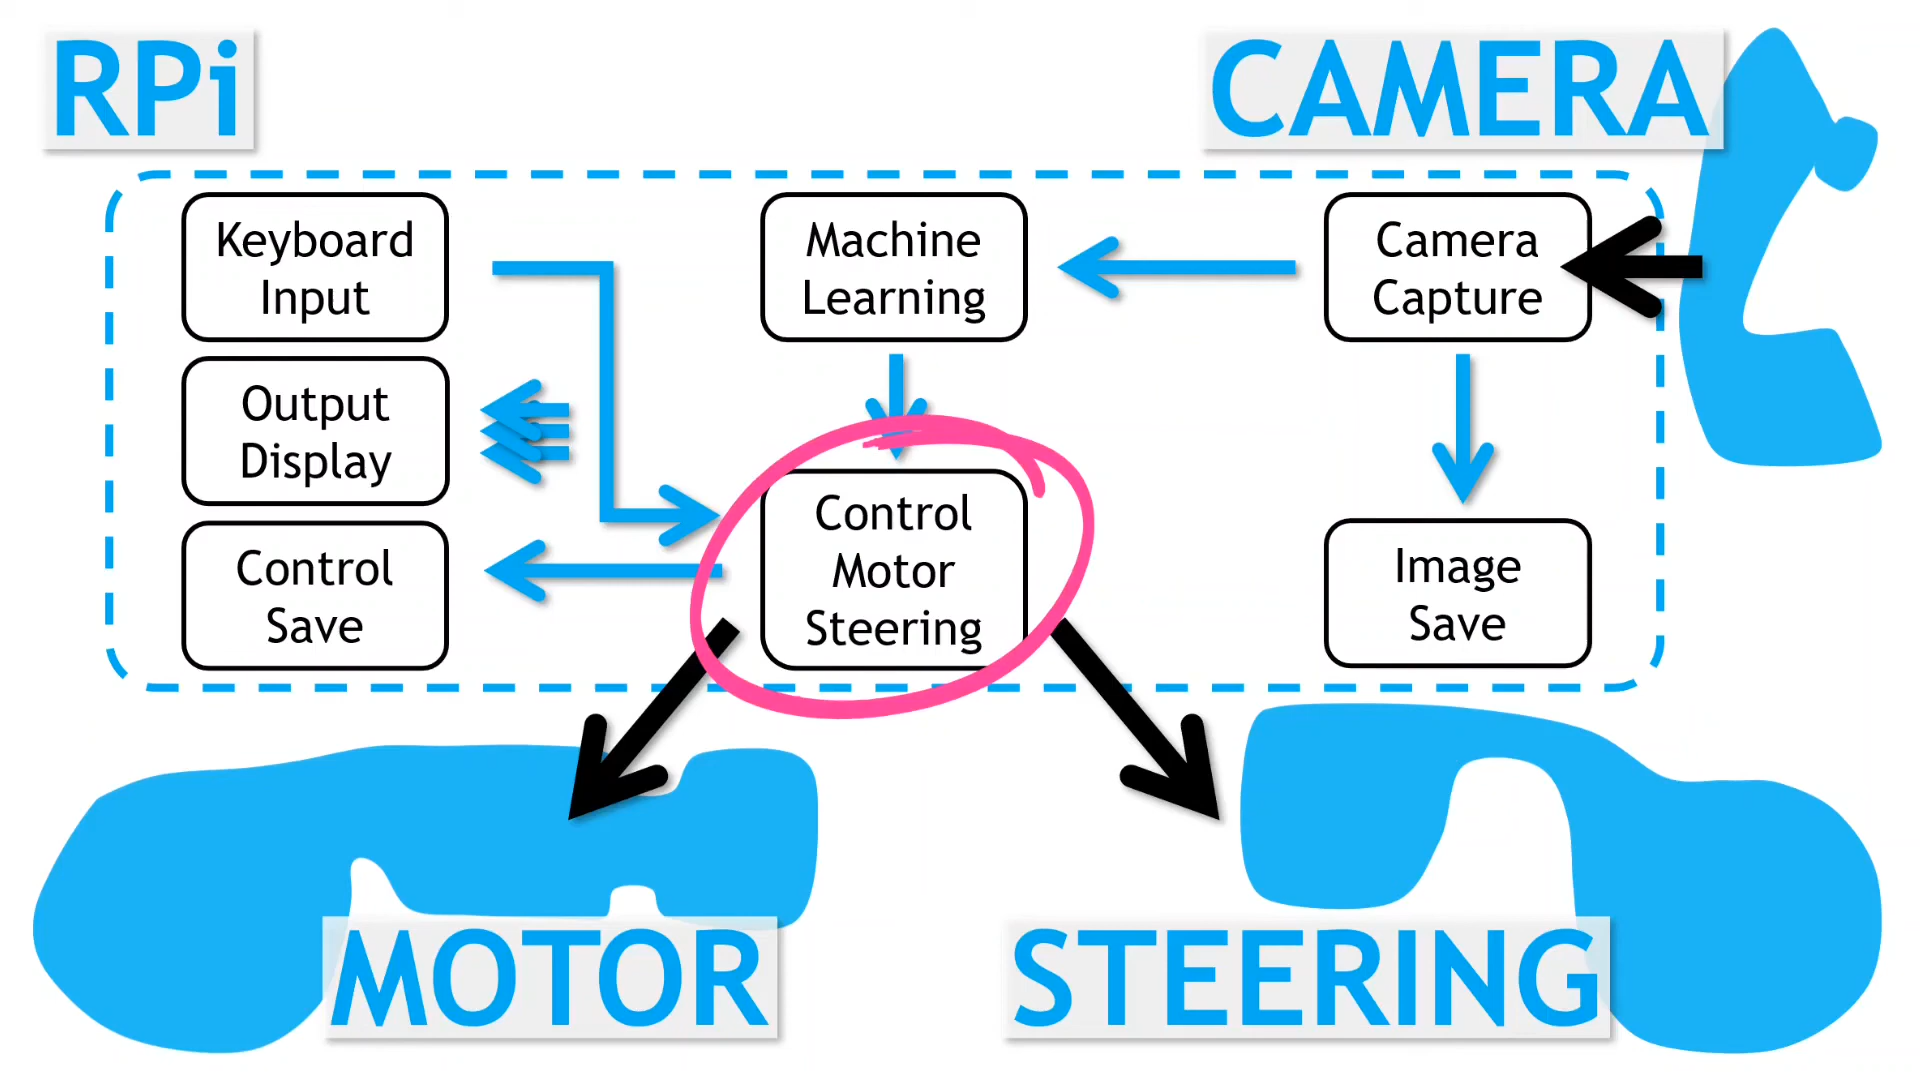 RPi
CAMERA
Keyboard
Input
Machine
Learning
Camera
Capture
Output
Display
Control
Save
Control
Motor
Steering
Image
Save
MOTOR
STEERING